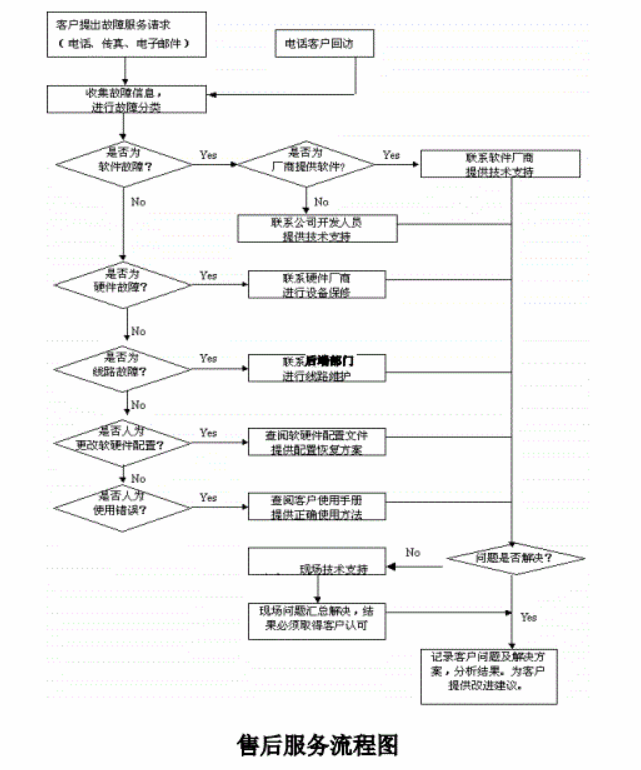 客户提出故障服务请求
（电话、传真、电子邮件）
电话客户回访
收集故障信息，
进行故障分类
是否为
软件故障？
Yes
是否为
厂商提供软件？
Yes
联系软件厂商
提供技术支持
No
No
联系公司开发人员
提供技术支持
是否为
硬件故障？
Yes
联系硬件厂商
进行设备保修
No
是否为
线路故障？
Yes
联系后端部门
进行线路维护
No
是否人为
更改软硬件配置？
Yes
查阅软硬件配置文件
提供配置恢复方案
No
是否人为
使用错误？
Yes
查阅客户使用手册
提供正确使用方法
问题是否解决？
No
现场技术支持
现场问题汇总解决，结
果必须取得客户认可
Yes
记录客户问题及解决方
案，分析结果。为客户
提供改进建议。
售后服务流程图